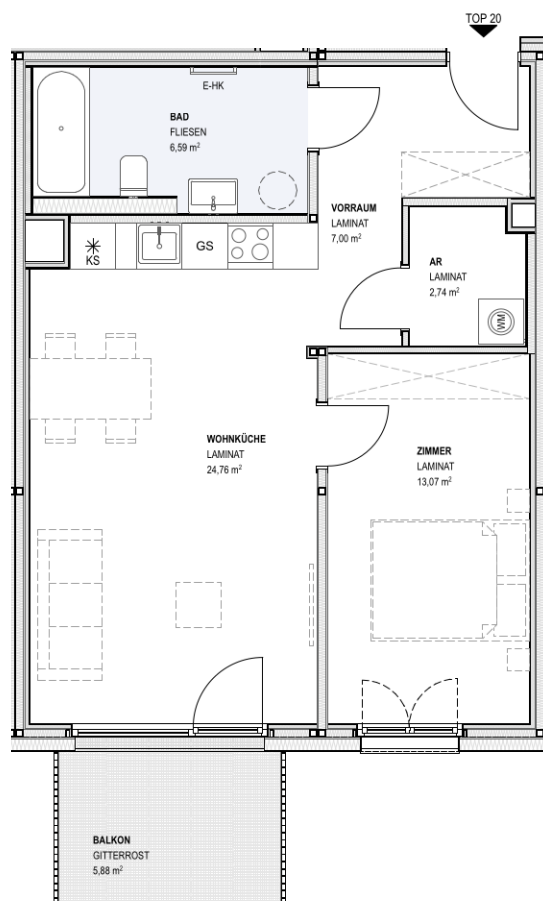 TOP 20
E-HK
BAD
FLIESEN
6,59 m²
VORRAUM
LAMINAT
7,00 m²
KS
GS
AR
LAMINAT
2,74 m²
WM
WOHNKÜCHE
LAMINAT
24,76 m²
ZIMMER
LAMINAT
13,07 m²
BALKON
GITTERROST
5,88 m²